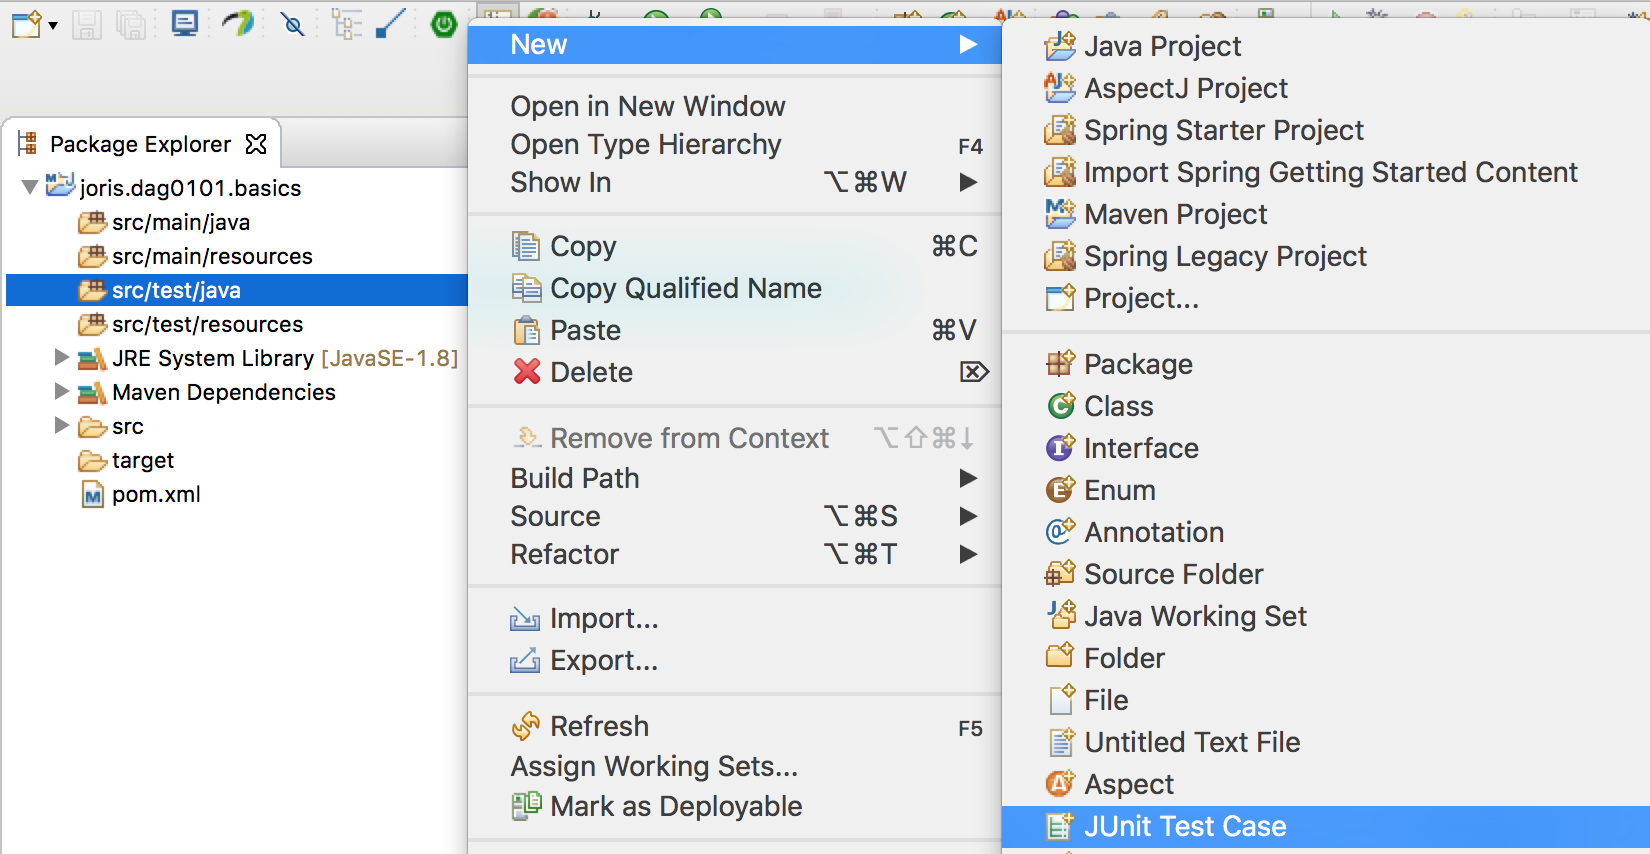 Package Explorer
joris.dag0101.basics
src/main/java
src/main/resources
src/test/java
src/test/resources
JRE System Library [JavaSE-1.8]
Maven Dependencies
src
target
pom.xml
New
Open in New Window
Open Type Hierarchy F4
Show In ⌥⌘W
Copy ⌘C
Copy Qualified Name
Paste ⌘V
Delete ⌦
Remove from Context ⌥⇧⌘↓
Build Path
Source ⌥⌘S
Refactor ⌥⌘T
Import...
Export...
Refresh F5
Assign Working Sets...
Mark as Deployable
Java Project
AspectJ Project
Spring Starter Project
Import Spring Getting Started Content
Maven Project
Spring Legacy Project
Project...
Package
Class
Interface
Enum
Annotation
Source Folder
Java Working Set
Folder
File
Untitled Text File
Aspect
JUnit Test Case